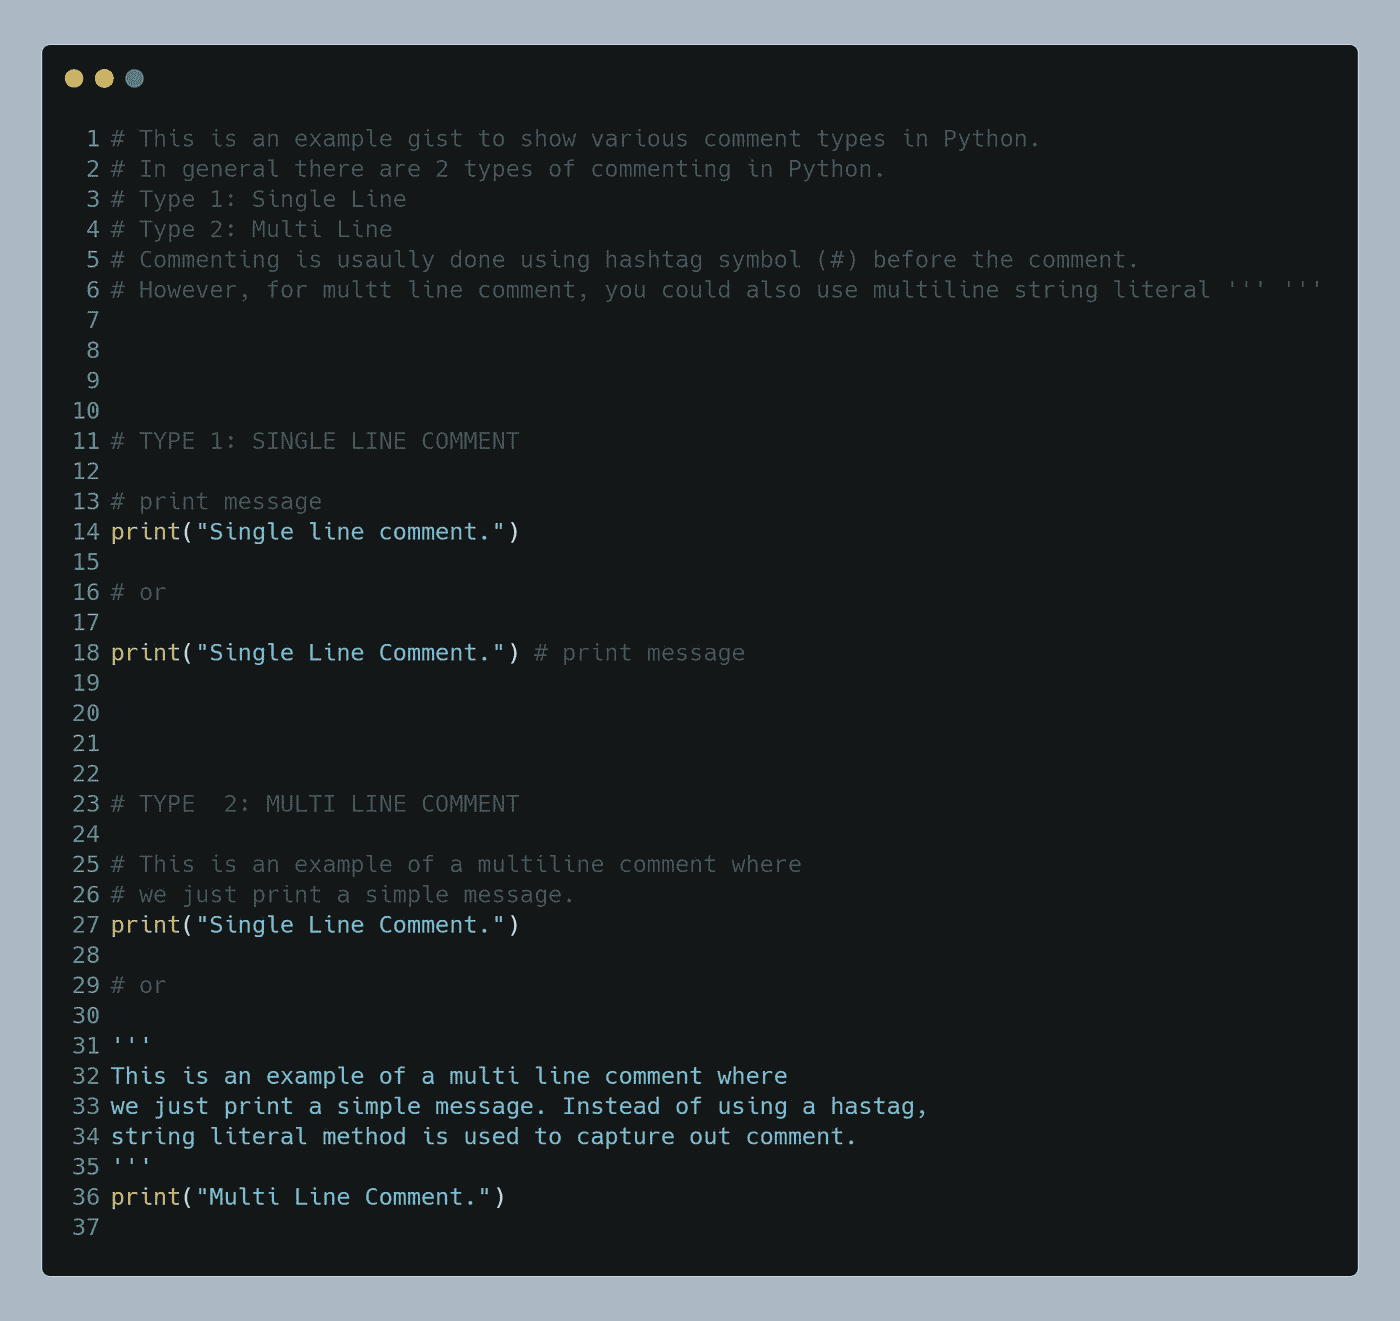 1 # This is an example gist to show various comment types in Python.
2 # In general there are 2 types of commenting in Python.
3 # Type 1: Single Line
4 # Type 2: Multi Line
5 # Commenting is usaully done using hashtag symbol (#) before the comment.
6 # However, for multt line comment, you could also use multiline string literal ''' '''
7
8
9
10
11 # TYPE 1: SINGLE LINE COMMENT
12
13 # print message
14 print("Single line comment.")
15
16 # or
17
18 print("Single Line Comment.") # print message
19
20
21
22
23 # TYPE  2: MULTI LINE COMMENT
24
25 # This is an example of a multiline comment where
26 # we just print a simple message.
27 print("Single Line Comment.")
28
29 # or
30
31 '''
32 This is an example of a multi line comment where
33 we just print a simple message. Instead of using a hastag,
34 string literal method is used to capture out comment.
35 '''
36 print("Multi Line Comment.")
37